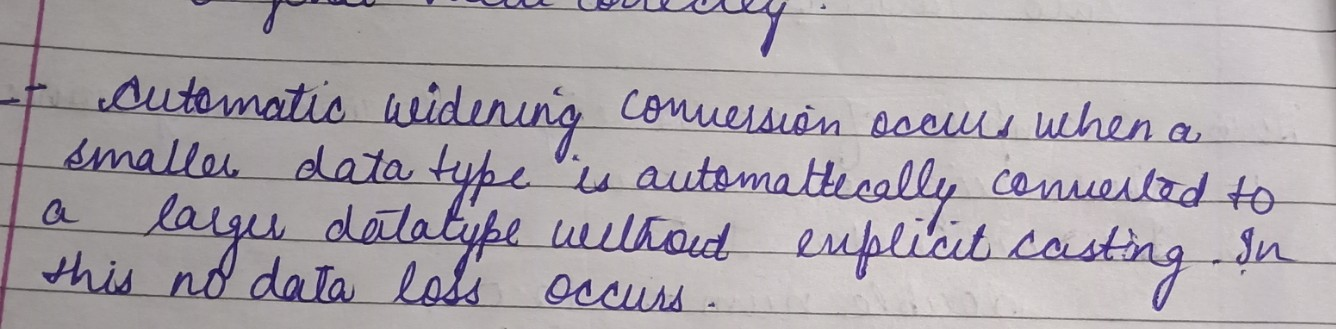 → Automatic widening conversion occurs when a
smaller data type is automattecally converted to
a larger datatype without explicit casting. In
this no data loss occurs.